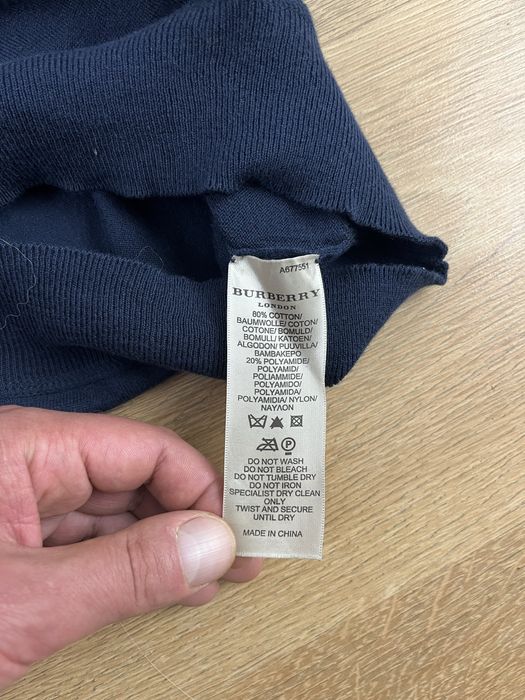 A677551
BURBERRY
LONDON
80% COTTON/
BAUMWOLLE/ COTON/
COTONE/ BOMULD/
BOMULL/ KATOEN/
ALGODON/ PUUVILLA/
BAMBAKEPO
20% POLYAMIDE/
POLYAMID/
POLIAMMIDE/
POLYAMIDO/
POLYAMIDA/
POLYAMIDIA/ NYLON/
NAYΛON
P
DO NOT WASH
DO NOT BLEACH
DO NOT TUMBLE DRY
DO NOT IRON
SPECIALIST DRY CLEAN
ONLY
TWIST AND SECURE
UNTIL DRY
MADE IN CHINA